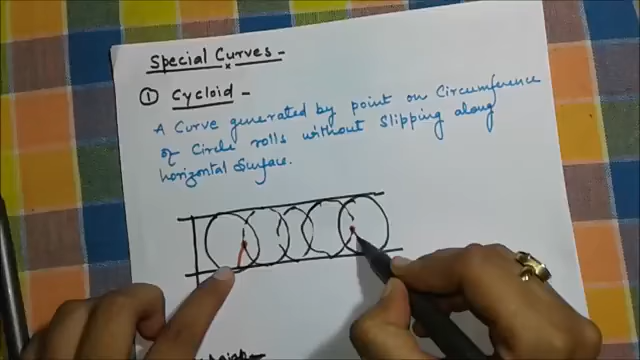 Special Curves -
① Cycloid -
A Curve generated by point on Circumference
of Circle rolls without Slipping along
horizontal Surface.